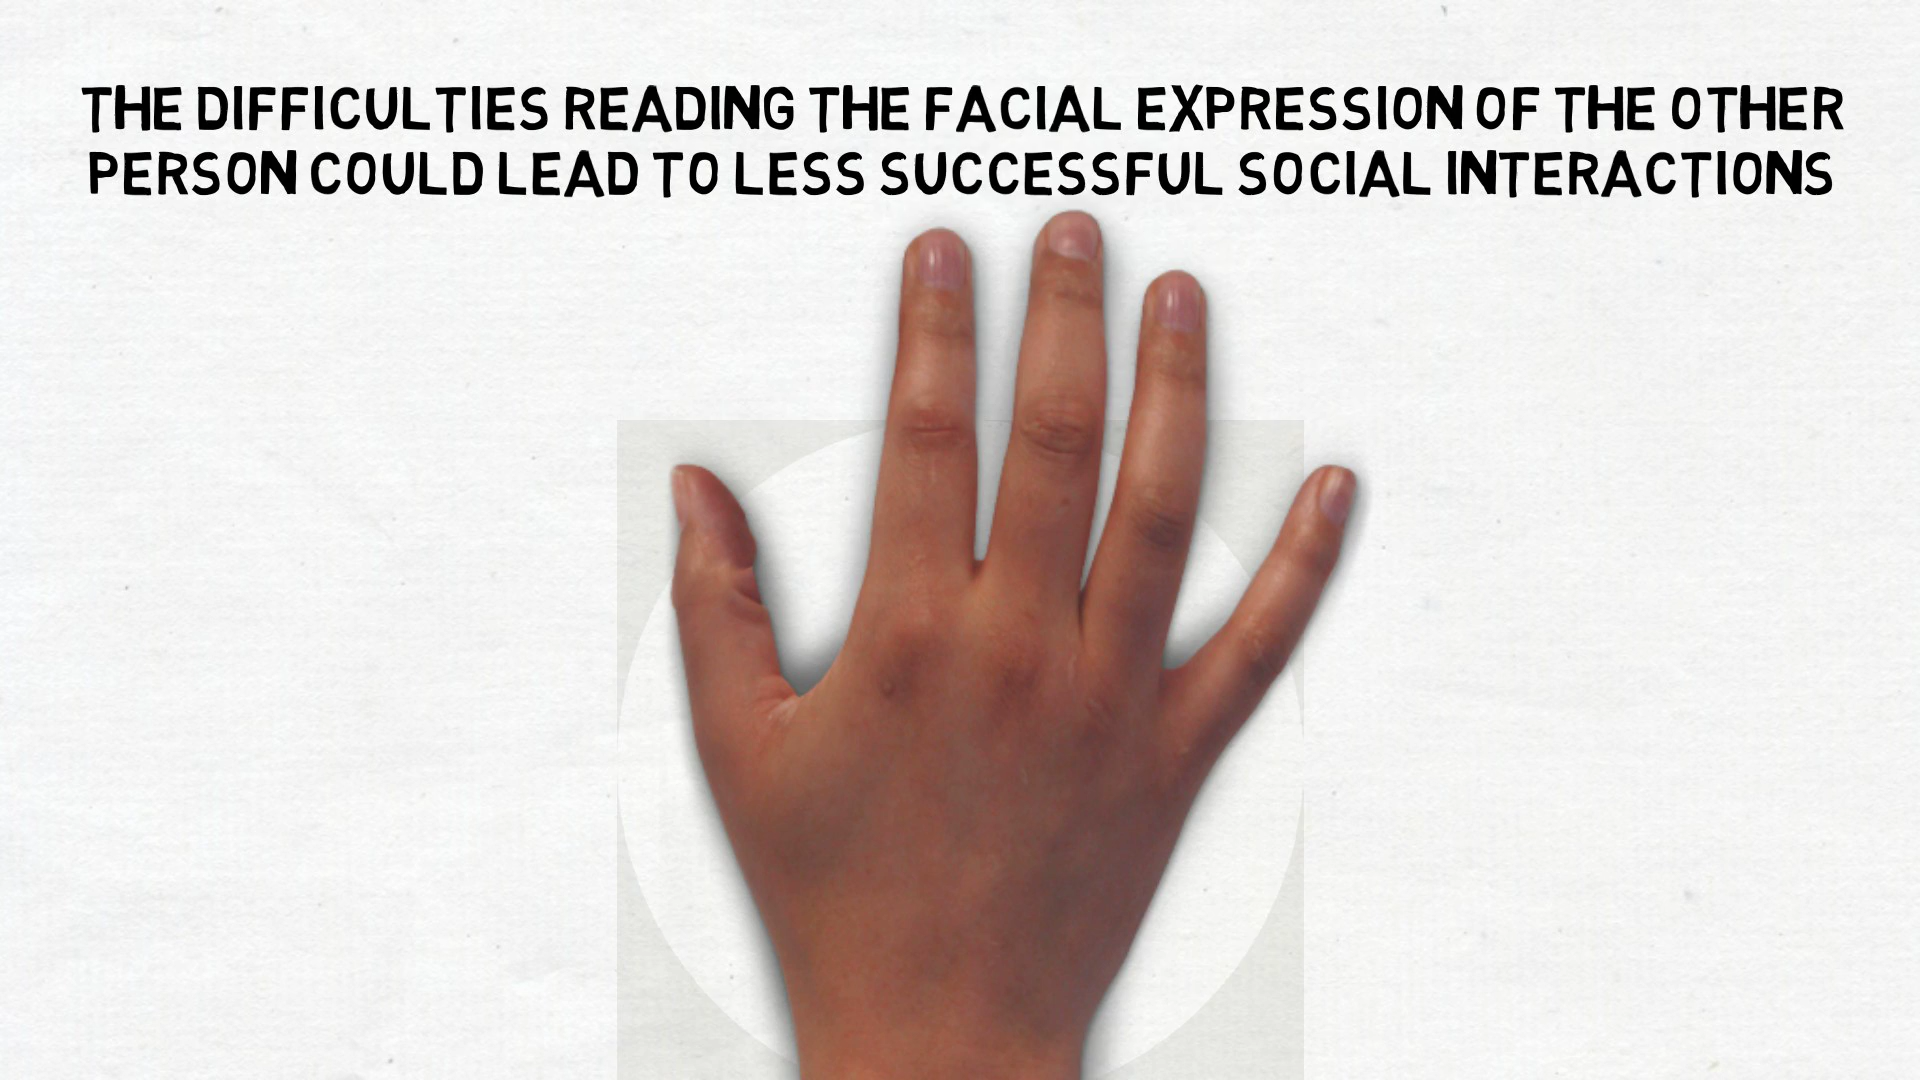 THE DIFFICULTIES READING THE FACIAL EXPRESSION OF THE OTHER
PERSON COULD LEAD TO LESS SUCCESSFUL SOCIAL INTERACTIONS